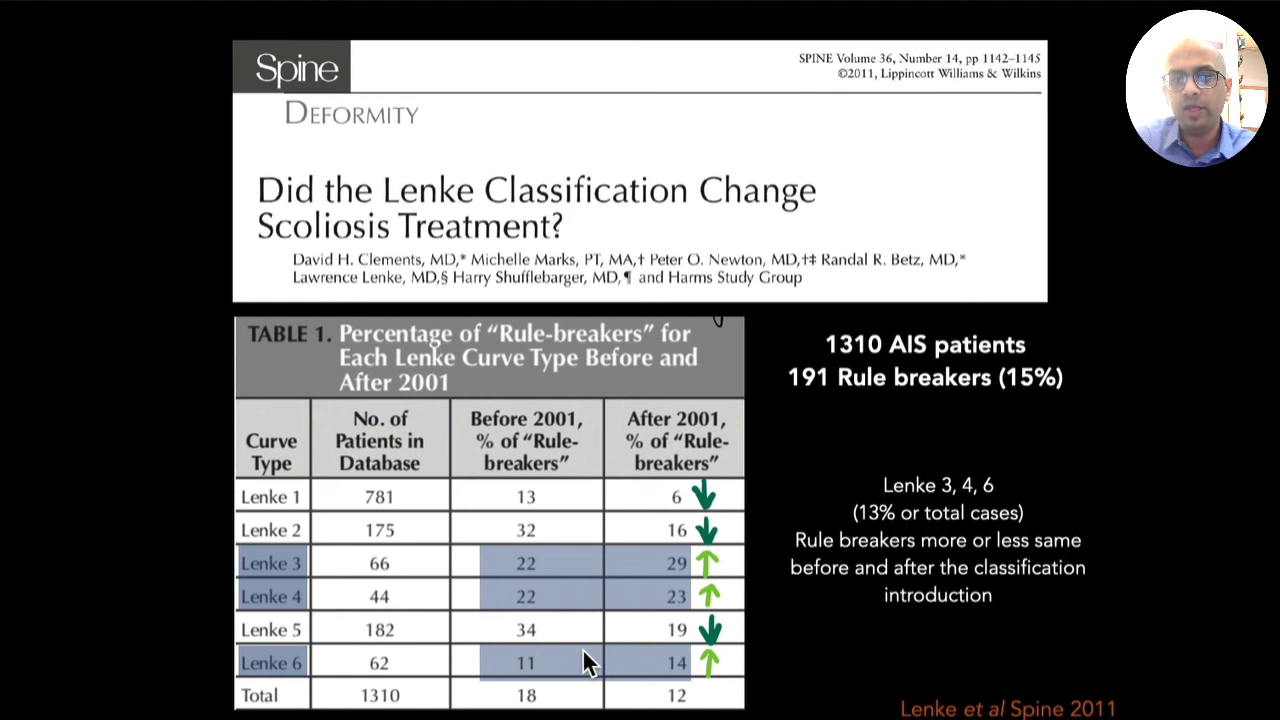 Spine
SPINE Volume 36, Number 14, pp 1142–1145
©2011, Lippincott Williams & Wilkins
DEFORMITY
Did the Lenke Classification Change
Scoliosis Treatment?
David H. Clements, MD,* Michelle Marks, PT, MA,† Peter O. Newton, MD,†‡ Randal R. Betz, MD,*
Lawrence Lenke, MD,§ Harry Shufflebarger, MD,¶ and Harms Study Group
TABLE 1. Percentage of “Rule-breakers” for
Each Lenke Curve Type Before and
After 2001
Curve Type No. of Patients in Database Before 2001, % of “Rule-breakers” After 2001, % of “Rule-breakers”
Lenke 1 781 13 6
Lenke 2 175 32 16
Lenke 3 66 22 29
Lenke 4 44 22 23
Lenke 5 182 34 19
Lenke 6 62 11 14
Total 1310 18 12
1310 AIS patients
191 Rule breakers (15%)
Lenke 3, 4, 6
(13% or total cases)
Rule breakers more or less same
before and after the classification
introduction
Lenke et al Spine 2011